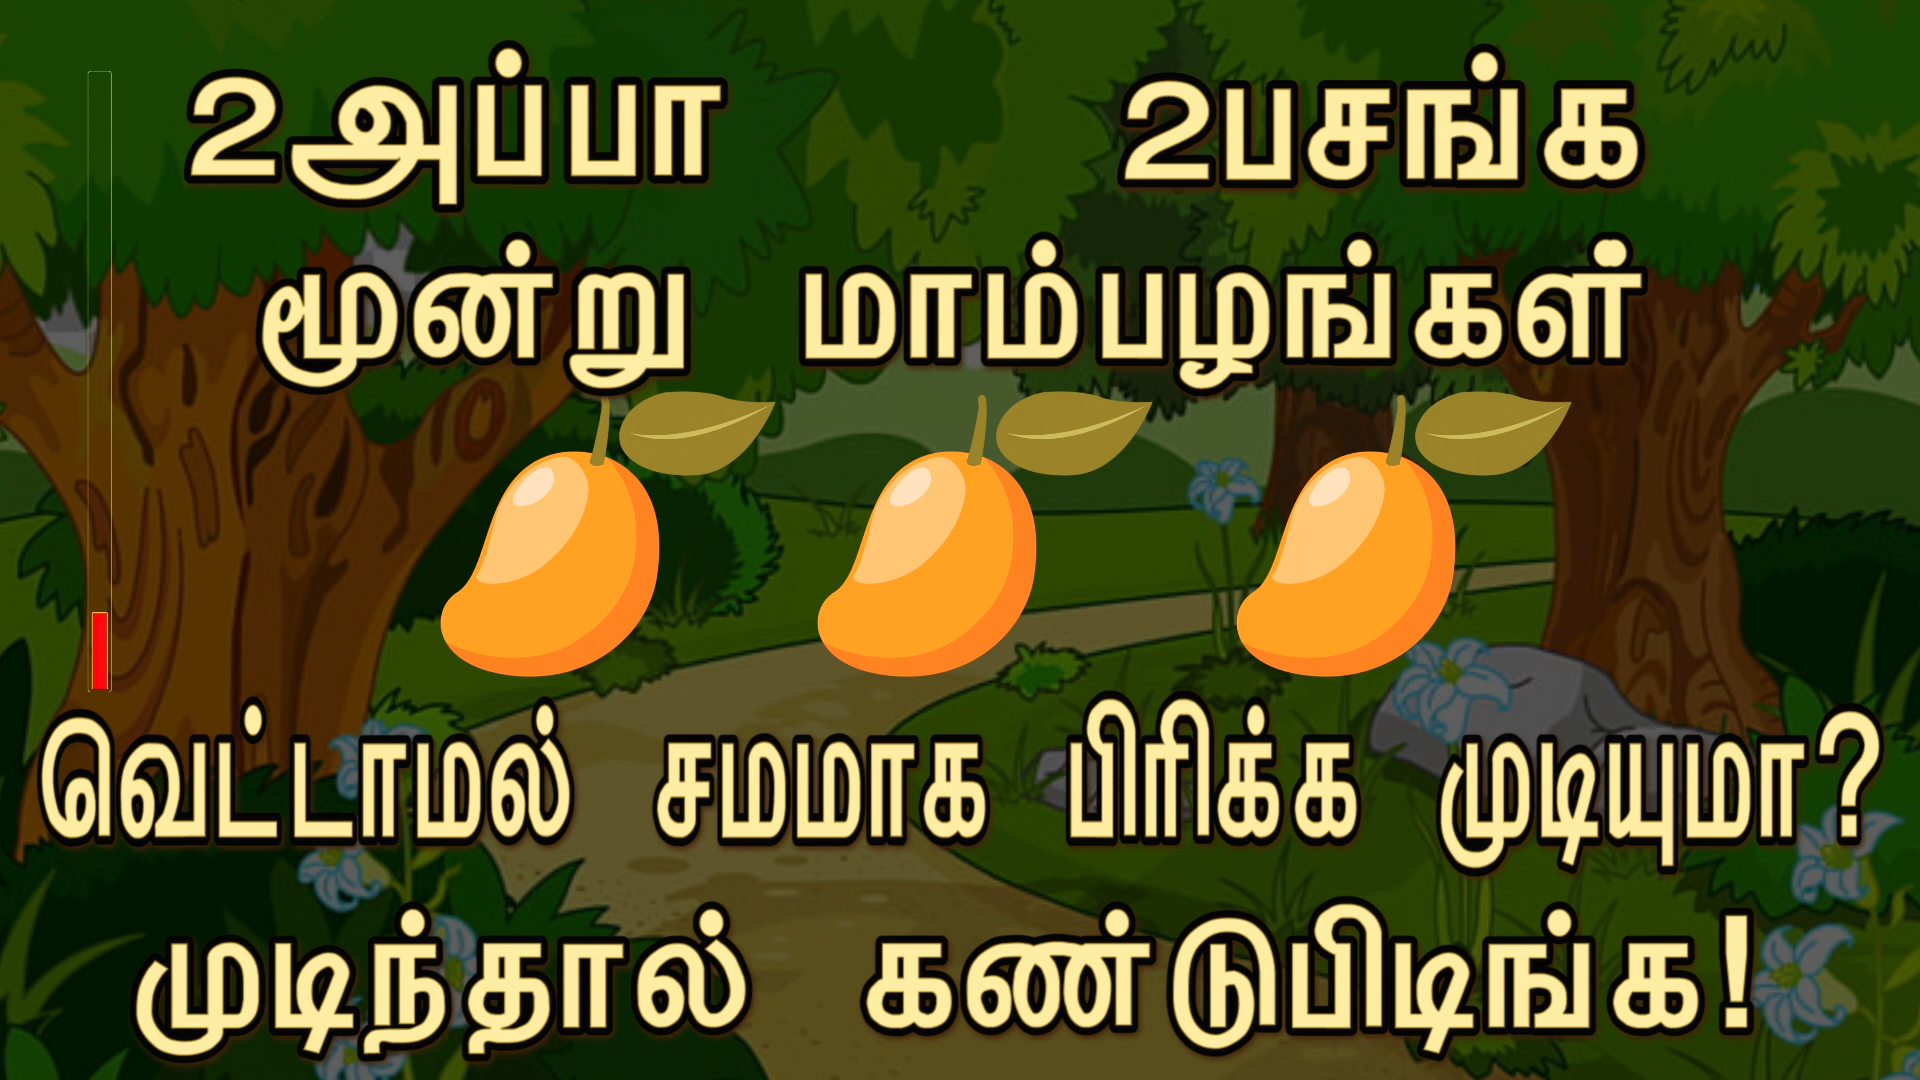 2அப்பா 2பசங்க
மூன்று மாம்பழங்கள்
வெட்டாமல் சமமாக பிரிக்க முடியுமா?
முடிந்தால் கண்டுபிடிங்க!